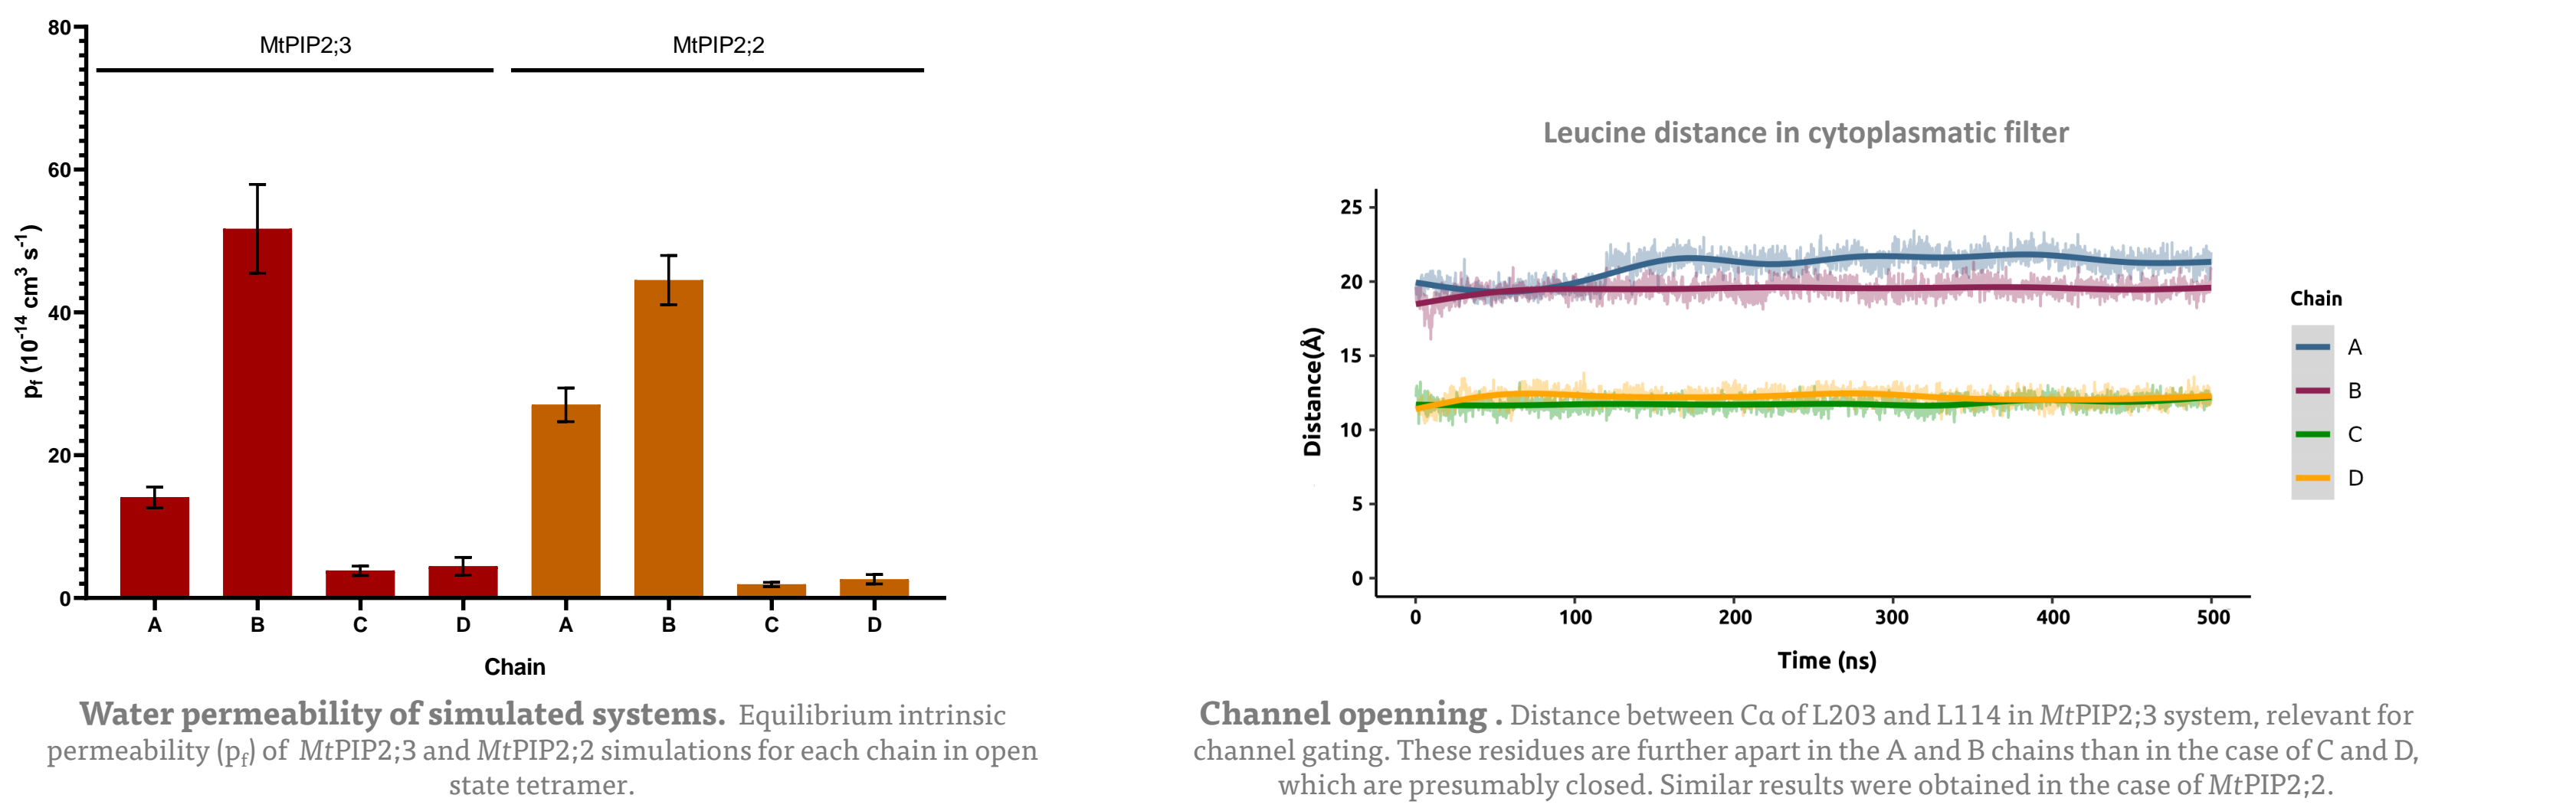 MtPIP2;3
MtPIP2;2
80
60
40
20
0
p_f (10^-14 cm^3 s^-1)
A B C D A B C D
Chain
Water permeability of simulated systems. Equilibrium intrinsic
permeability (p_f) of MtPIP2;3 and MtPIP2;2 simulations for each chain in open
state tetramer.
Leucine distance in cytoplasmatic filter
25
20
15
10
5
0
Distance(Å)
0 100 200 300 400 500
Time (ns)
Chain
A
B
C
D
Channel openning . Distance between Cα of L203 and L114 in MtPIP2;3 system, relevant for
channel gating. These residues are further apart in the A and B chains than in the case of C and D,
which are presumably closed. Similar results were obtained in the case of MtPIP2;2.